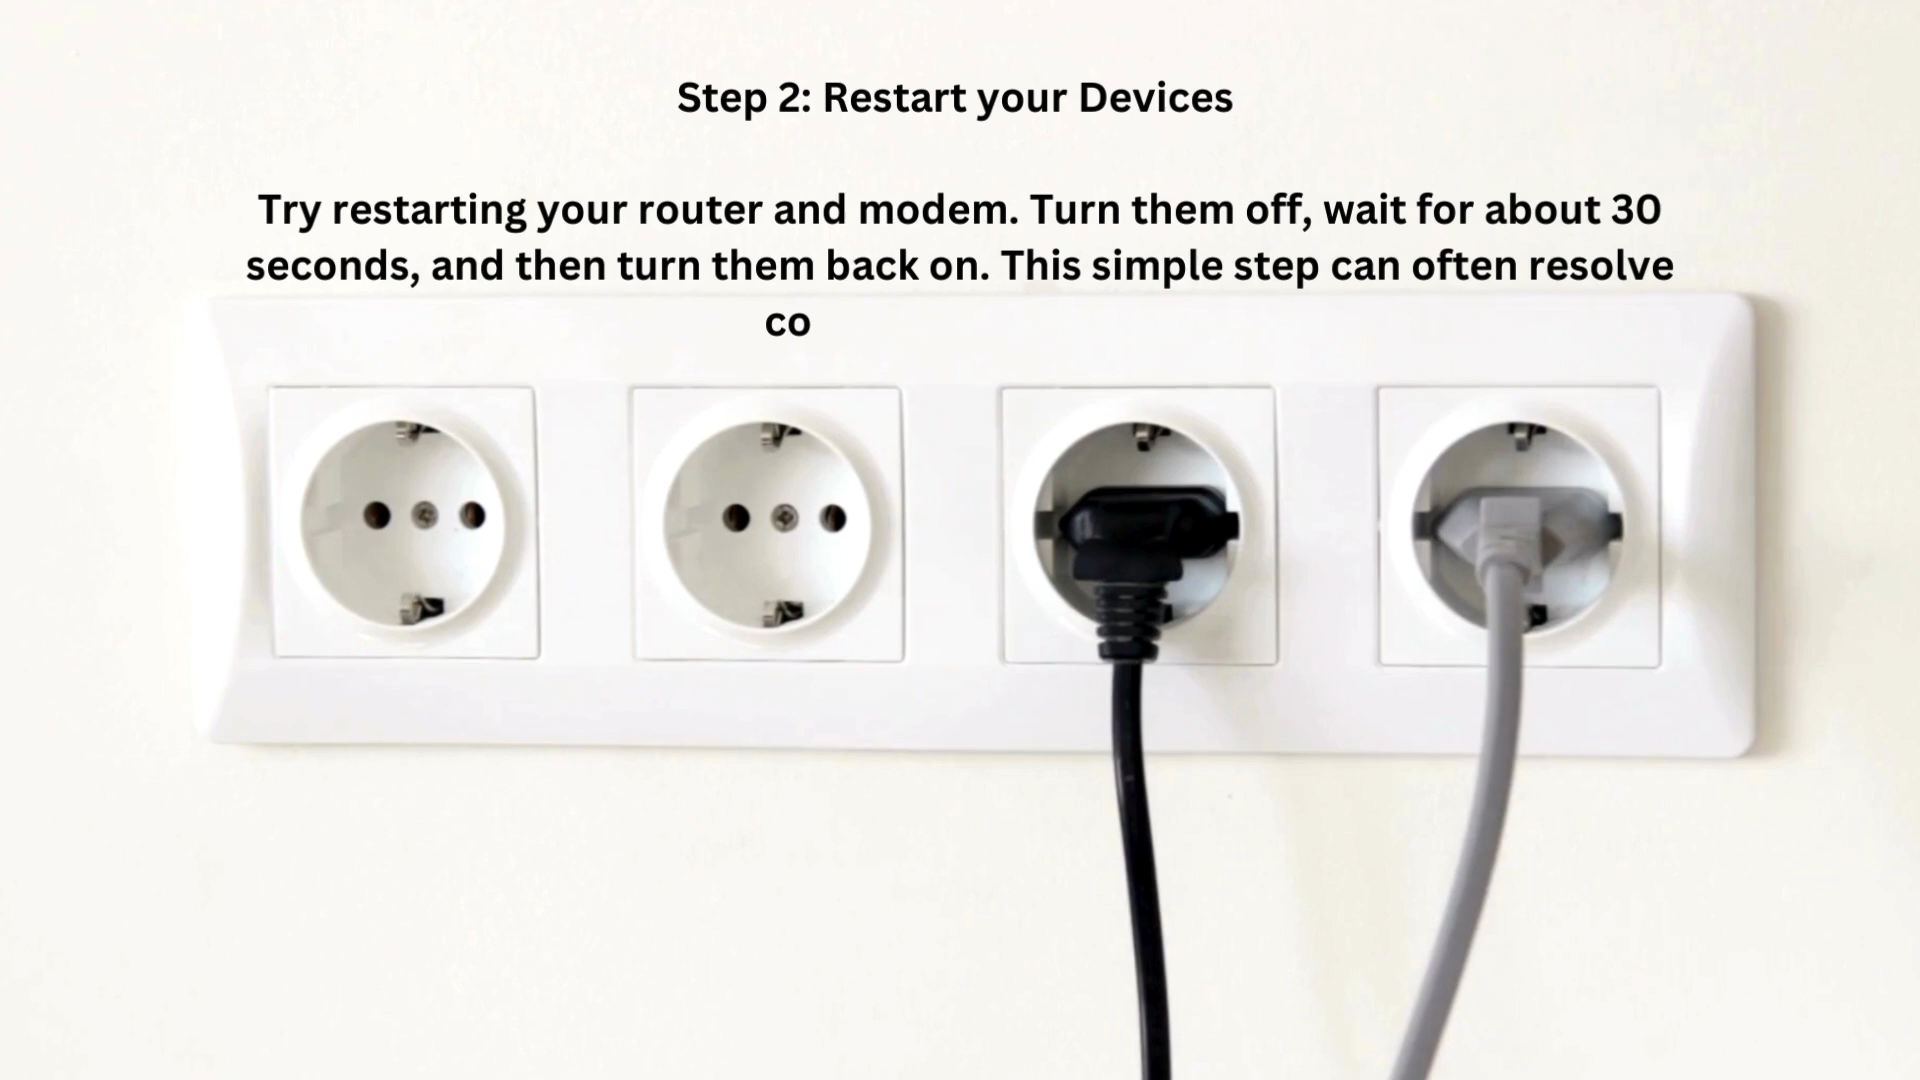 Step 2: Restart your Devices
Try restarting your router and modem. Turn them off, wait for about 30
seconds, and then turn them back on. This simple step can often resolve
co